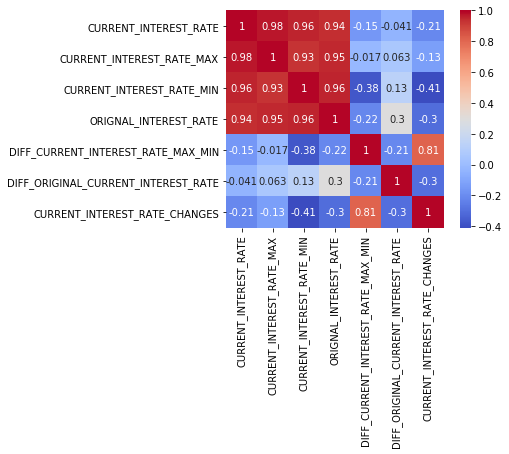 CURRENT_INTEREST_RATE 1 0.98 0.96 0.94 -0.15 -0.041 -0.21
CURRENT_INTEREST_RATE_MAX 0.98 1 0.93 0.95 -0.017 0.063 -0.13
CURRENT_INTEREST_RATE_MIN 0.96 0.93 1 0.96 -0.38 0.13 -0.41
ORIGNAL_INTEREST_RATE 0.94 0.95 0.96 1 -0.22 0.3 -0.3
DIFF_CURRENT_INTEREST_RATE_MAX_MIN -0.15 -0.017 -0.38 -0.22 1 -0.21 0.81
DIFF_ORIGINAL_CURRENT_INTEREST_RATE -0.041 0.063 0.13 0.3 -0.21 1 -0.3
CURRENT_INTEREST_RATE_CHANGES -0.21 -0.13 -0.41 -0.3 0.81 -0.3 1
CURRENT_INTEREST_RATE
CURRENT_INTEREST_RATE_MAX
CURRENT_INTEREST_RATE_MIN
ORIGNAL_INTEREST_RATE
DIFF_CURRENT_INTEREST_RATE_MAX_MIN
DIFF_ORIGINAL_CURRENT_INTEREST_RATE
CURRENT_INTEREST_RATE_CHANGES
1.0
0.8
0.6
0.4
0.2
0.0
−0.2
−0.4